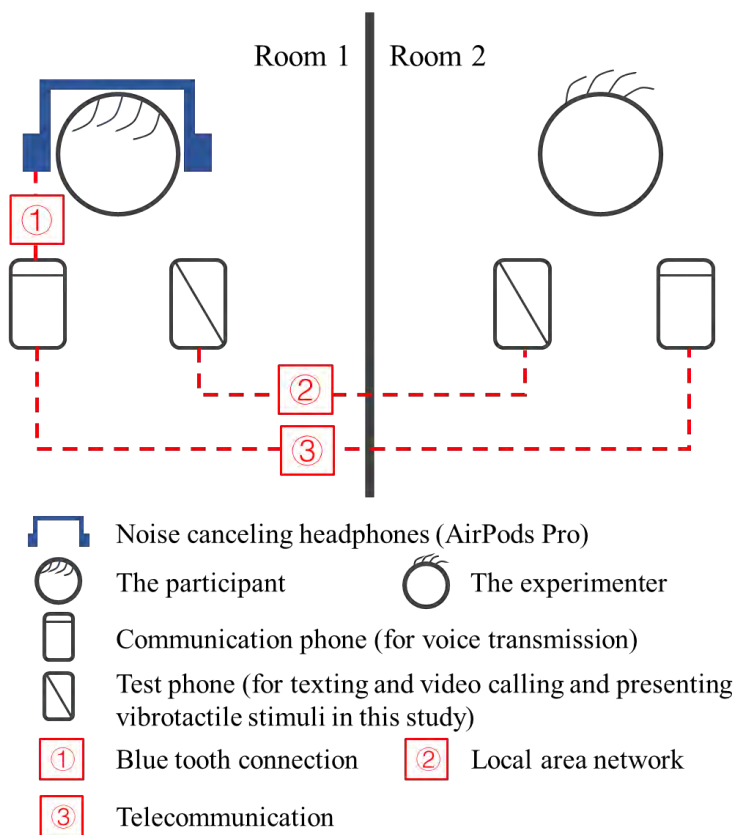 Room 1 Room 2
①
②
③
Noise canceling headphones (AirPods Pro)
The participant The experimenter
Communication phone (for voice transmission)
Test phone (for texting and video calling and presenting
vibrotactile stimuli in this study)
① Blue tooth connection ② Local area network
③ Telecommunication